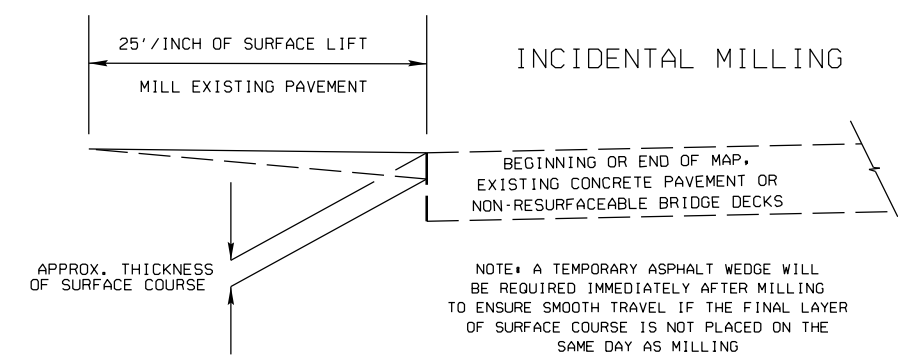 25'/INCH OF SURFACE LIFT
MILL EXISTING PAVEMENT
INCIDENTAL MILLING
BEGINNING OR END OF MAP,
EXISTING CONCRETE PAVEMENT OR
NON-RESURFACEABLE BRIDGE DECKS
APPROX. THICKNESS
OF SURFACE COURSE
NOTE: A TEMPORARY ASPHALT WEDGE WILL
BE REQUIRED IMMEDIATELY AFTER MILLING
TO ENSURE SMOOTH TRAVEL IF THE FINAL LAYER
OF SURFACE COURSE IS NOT PLACED ON THE
SAME DAY AS MILLING